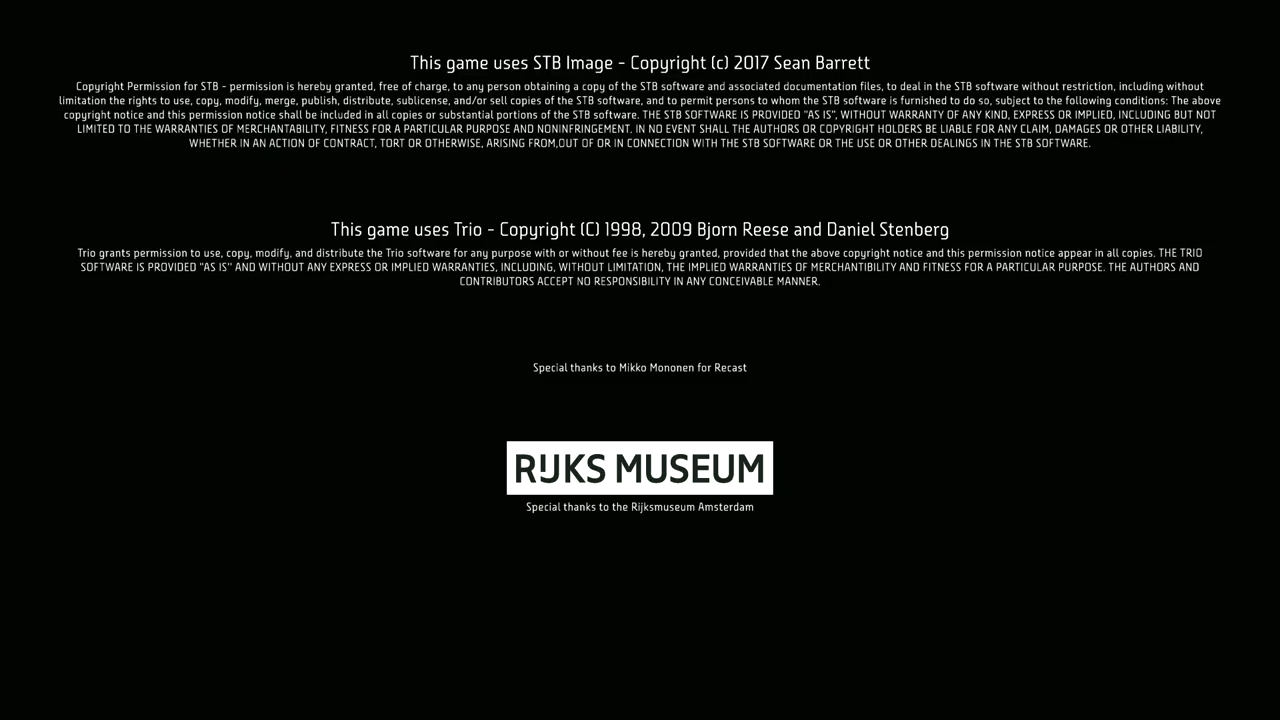 This game uses STB Image - Copyright (c) 2017 Sean Barrett
Copyright Permission for STB - permission is hereby granted, free of charge, to any person obtaining a copy of the STB software and associated documentation files, to deal in the STB software without restriction, including without
limitation the rights to use, copy, modify, merge, publish, distribute, sublicense, and/or sell copies of the STB software, and to permit persons to whom the STB software is furnished to do so, subject to the following conditions: The above
copyright notice and this permission notice shall be included in all copies or substantial portions of the STB software. THE STB SOFTWARE IS PROVIDED "AS IS", WITHOUT WARRANTY OF ANY KIND, EXPRESS OR IMPLIED, INCLUDING BUT NOT
LIMITED TO THE WARRANTIES OF MERCHANTABILITY, FITNESS FOR A PARTICULAR PURPOSE AND NONINFRINGEMENT. IN NO EVENT SHALL THE AUTHORS OR COPYRIGHT HOLDERS BE LIABLE FOR ANY CLAIM, DAMAGES OR OTHER LIABILITY,
WHETHER IN AN ACTION OF CONTRACT, TORT OR OTHERWISE, ARISING FROM,OUT OF OR IN CONNECTION WITH THE STB SOFTWARE OR THE USE OR OTHER DEALINGS IN THE STB SOFTWARE.
This game uses Trio - Copyright (C) 1998, 2009 Bjorn Reese and Daniel Stenberg
Trio grants permission to use, copy, modify, and distribute the Trio software for any purpose with or without fee is hereby granted, provided that the above copyright notice and this permission notice appear in all copies. THE TRIO
SOFTWARE IS PROVIDED "AS IS" AND WITHOUT ANY EXPRESS OR IMPLIED WARRANTIES, INCLUDING, WITHOUT LIMITATION, THE IMPLIED WARRANTIES OF MERCHANTIBILITY AND FITNESS FOR A PARTICULAR PURPOSE. THE AUTHORS AND
CONTRIBUTORS ACCEPT NO RESPONSIBILITY IN ANY CONCEIVABLE MANNER.
Special thanks to Mikko Mononen for Recast
RIJKS MUSEUM
Special thanks to the Rijksmuseum Amsterdam